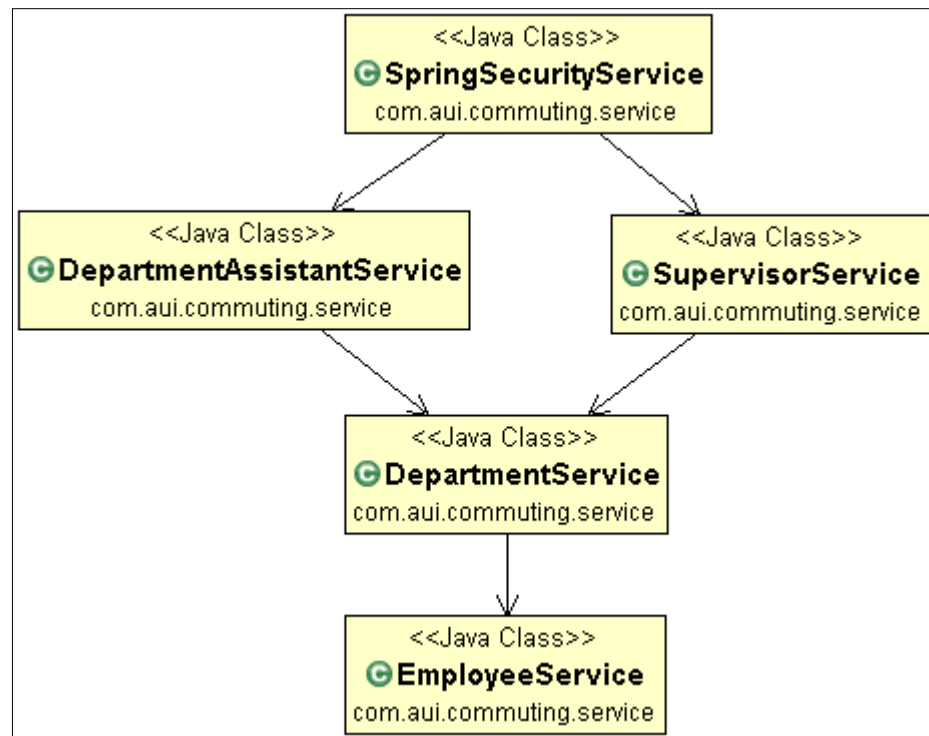 <<Java Class>>
SpringSecurityService
com.aui.commuting.service
<<Java Class>>
DepartmentAssistantService
com.aui.commuting.service
<<Java Class>>
SupervisorService
com.aui.commuting.service
<<Java Class>>
DepartmentService
com.aui.commuting.service
<<Java Class>>
EmployeeService
com.aui.commuting.service